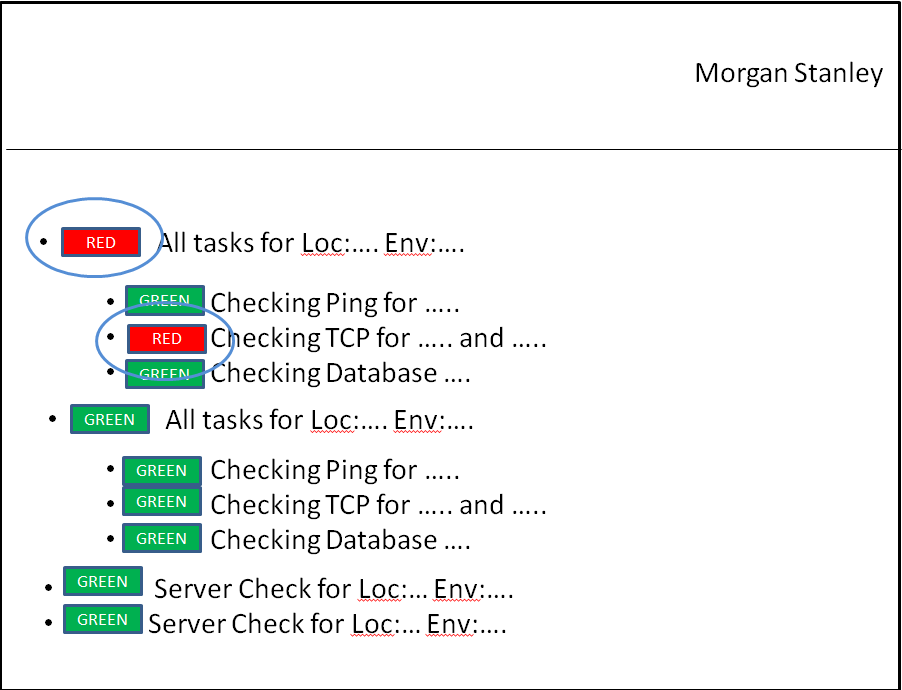 Morgan Stanley
• RED All tasks for Loc:.... Env:....
• GREEN Checking Ping for .....
• RED Checking TCP for ..... and .....
• GREEN Checking Database ....
• GREEN All tasks for Loc:.... Env:....
• GREEN Checking Ping for .....
• GREEN Checking TCP for ..... and .....
• GREEN Checking Database ....
• GREEN Server Check for Loc:... Env:....
• GREEN Server Check for Loc:... Env:....